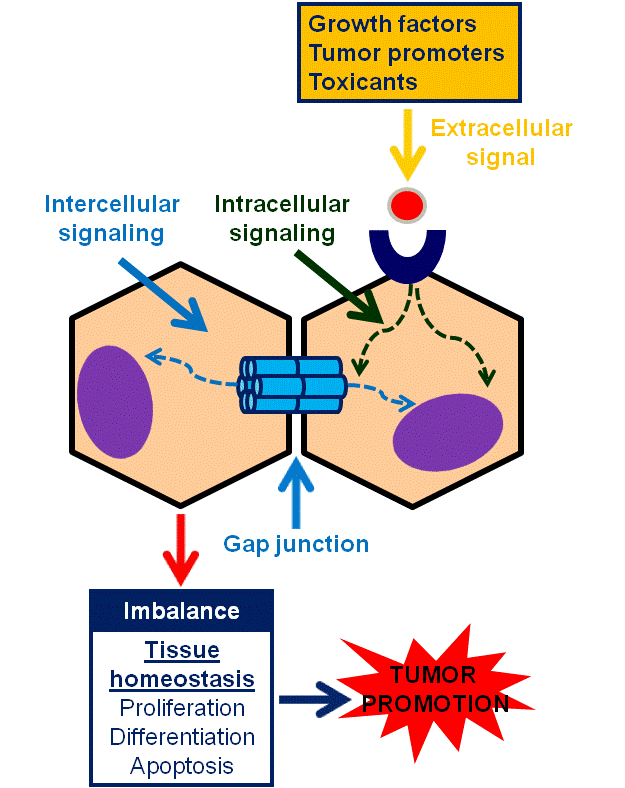 Growth factors
Tumor promoters
Toxicants
Extracellular
signal
Intercellular
signaling
Intracellular
signaling
Gap junction
Imbalance
Tissue
homeostasis
Proliferation
Differentiation
Apoptosis
TUMOR
PROMOTION